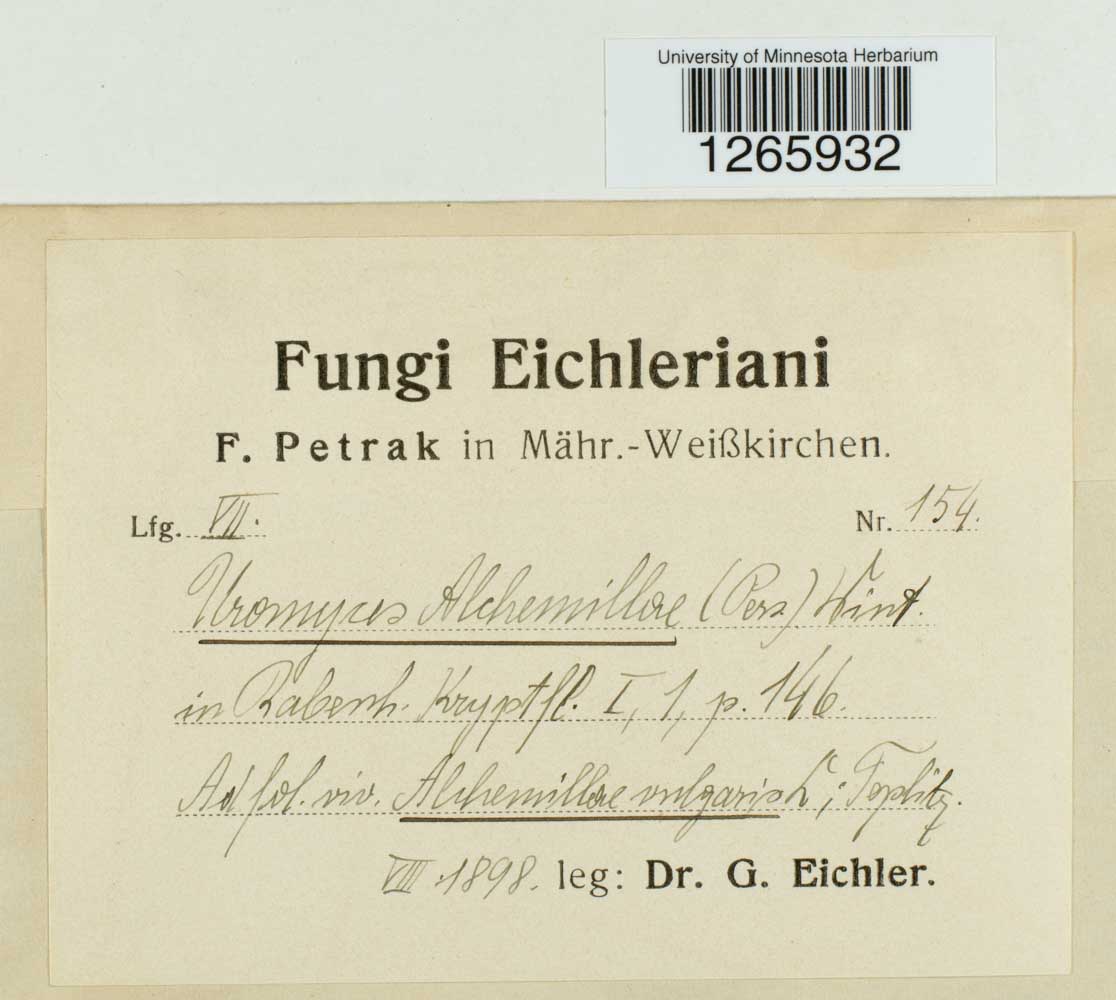 University of Minnesota Herbarium
1265932
Fungi Eichleriani
F. Petrak in Mähr.-Weißkirchen.
Lfg. VII. Nr. 154.
Uromyces Alchemillae (Pers) Wint.
in Rabenh. Kryptfl. I, 1, p. 146.
Ad fol. viv. Alchemillae vulgaris L.; Teplitz.
VIII. 1898. leg: Dr. G. Eichler.